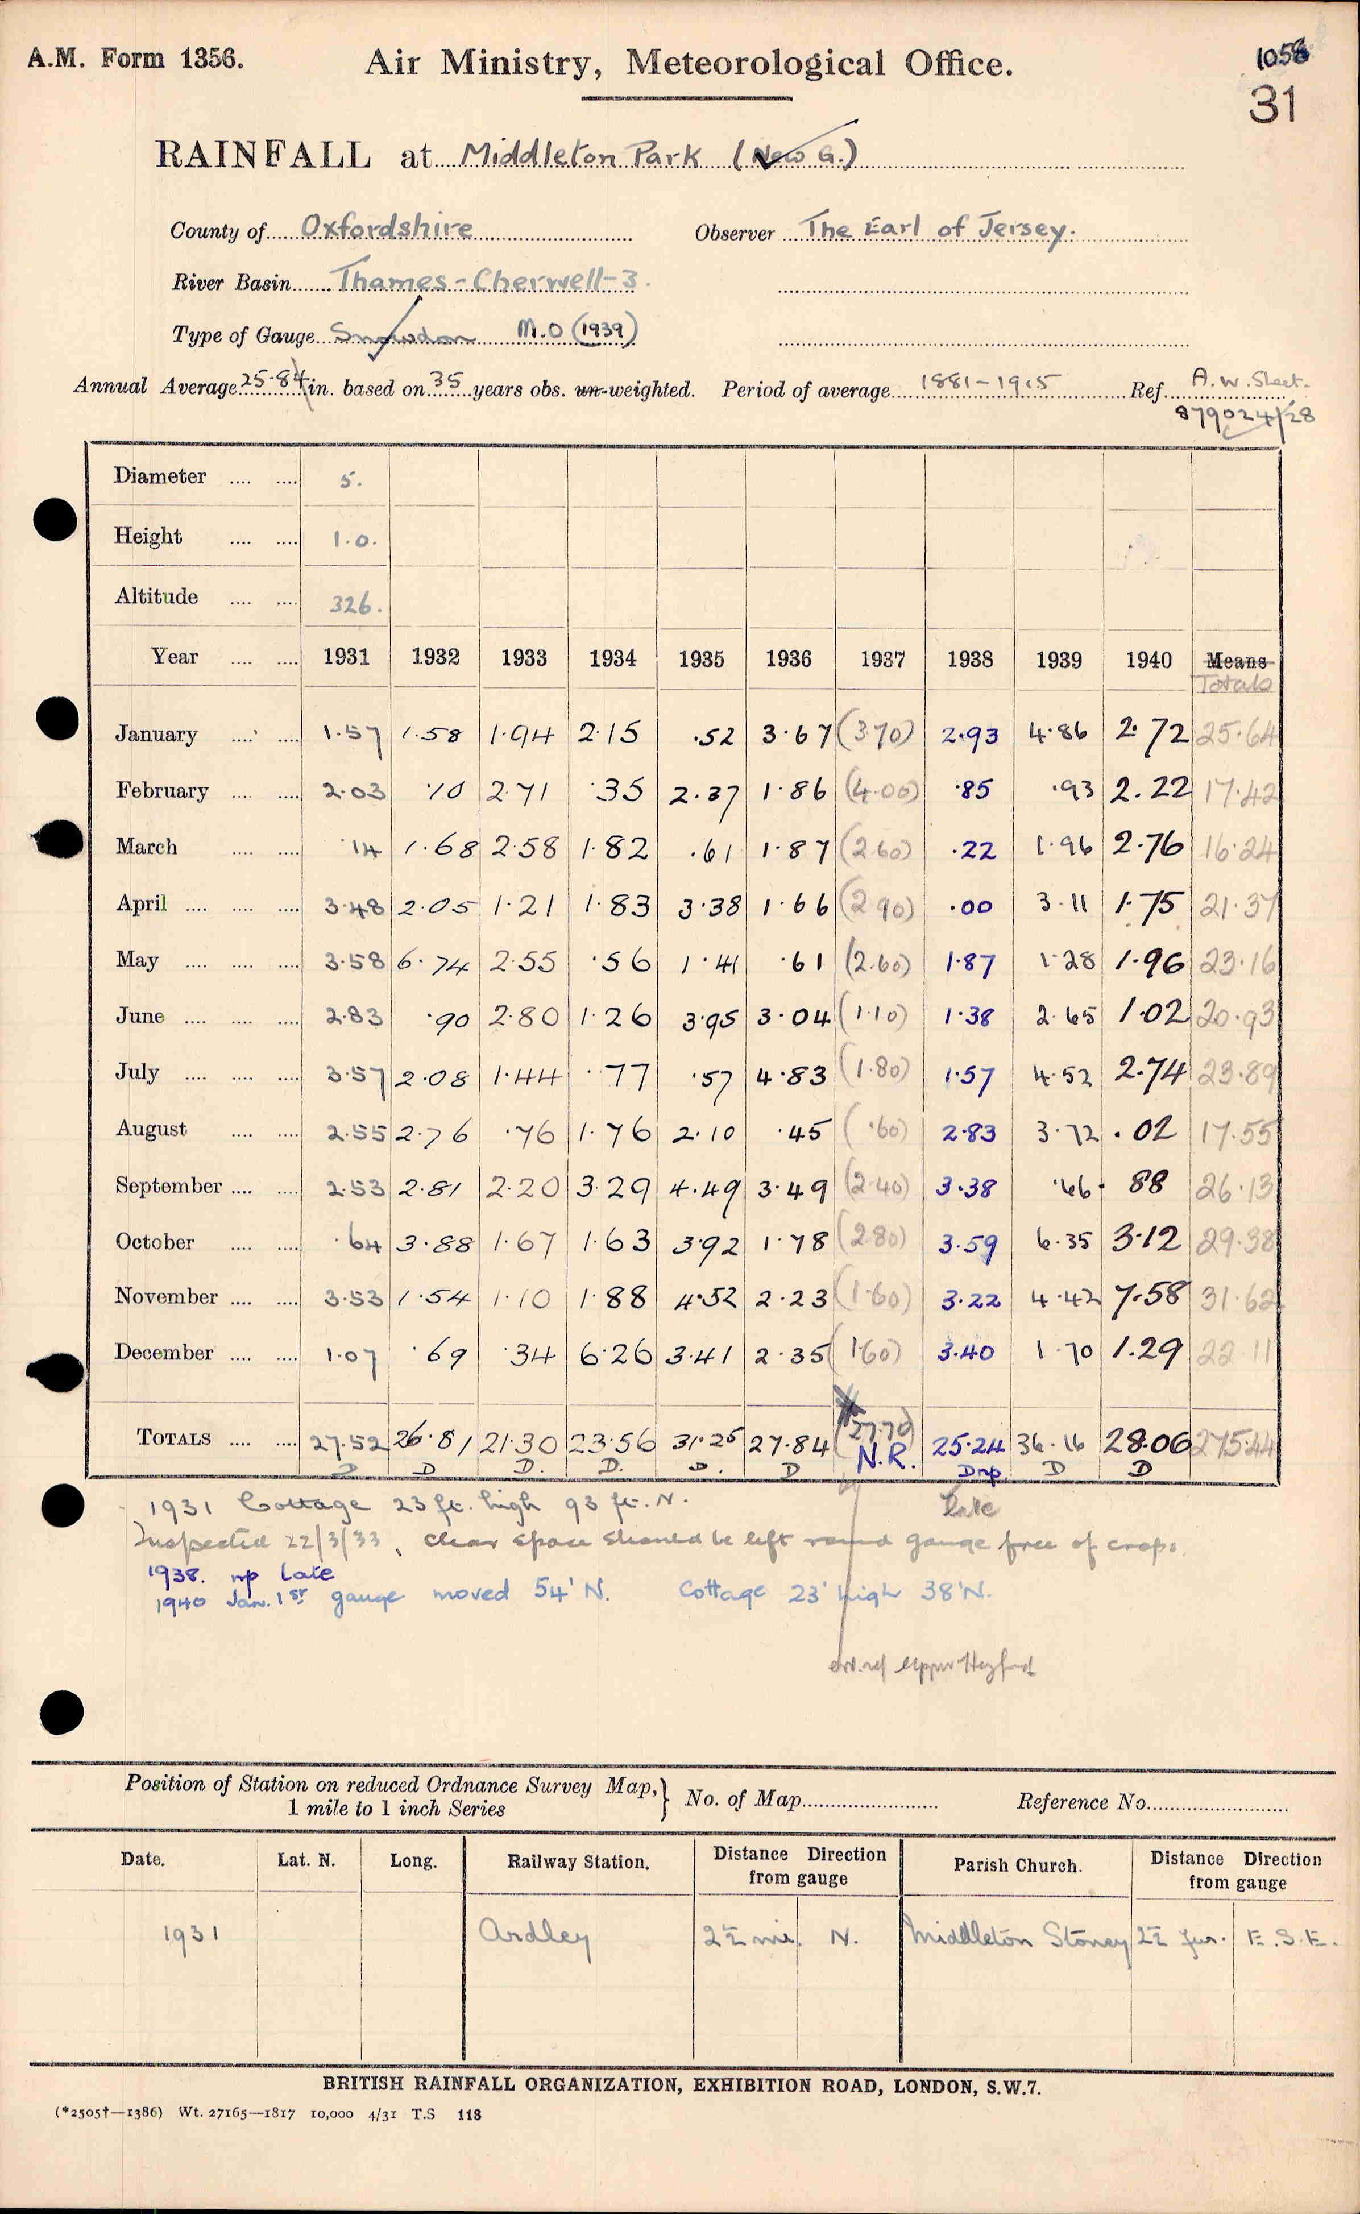 A.M. Form 1356.
Air Ministry, Meteorological Office.
1058
31
RAINFALL at Middleton Park (New G.)
County of Oxfordshire Observer The Earl of Jersey.
River Basin Thames-Cherwell-3.
Type of Gauge Snowdon M.O (1939)
Annual Average 25.84 in. based on 35 years obs. un-weighted. Period of average 1881-1915 Ref. A.W. Sheet.
879024/28
Diameter .... .... 5.
Height .... .... 1.0.
Altitude .... .... 326.
Year .... .... 1931 1932 1933 1934 1935 1936 1937 1938 1939 1940 Means
Totals
January .... .... 1.57 1.58 1.94 2.15 .52 3.67 (3.70) 2.93 4.86 2.72 25.64
February .... .... 2.03 .10 2.71 .35 2.37 1.86 (4.00) .85 .93 2.22 17.42
March .... .... .14 1.68 2.58 1.82 .61 1.87 (2.60) .22 1.96 2.76 16.24
April .... .... .... 3.48 2.05 1.21 1.83 3.38 1.66 (2.90) .00 3.11 1.75 21.37
May .... .... .... 3.58 6.74 2.55 .56 1.41 .61 (2.60) 1.87 1.28 1.96 23.16
June .... .... .... 2.83 .90 2.80 1.26 3.95 3.04 (1.10) 1.38 2.65 1.02 20.93
July .... .... .... 3.57 2.08 1.44 .77 .57 4.83 (1.80) 1.57 4.52 2.74 23.89
August .... .... 2.55 2.76 .76 1.76 2.10 .45 (.60) 2.83 3.72 .02 17.55
September .... .... 2.53 2.81 2.20 3.29 4.49 3.49 (2.40) 3.38 .66 .88 26.13
October .... .... .64 3.88 1.67 1.63 3.92 1.78 (2.80) 3.59 6.35 3.12 29.38
November .... .... 3.53 1.54 1.10 1.88 4.52 2.23 (1.60) 3.22 4.42 7.58 31.62
December .... .... 1.07 .69 .34 6.26 3.41 2.35 (1.60) 3.40 1.70 1.29 22.11
TOTALS .... .... 27.52 26.81 21.30 23.56 31.25 27.84 (27.70) 25.24 36.16 28.06 275.44
N.R.
D D D. D. D. D Dnp D D
late
1931 Cottage 23 ft. high 93 ft. N.
Inspected 22/3/33, clear space should be left round gauge free of crops.
1938. np late
1940 Jan. 1st gauge moved 54' N. Cottage 23' high 38' N.
Upper Heyford
Position of Station on reduced Ordnance Survey Map, } No. of Map Reference No.
1 mile to 1 inch Series
Date. Lat. N. Long. Railway Station. Distance Direction from gauge Parish Church. Distance Direction from gauge
1931 Ardley 2½ mi. N. Middleton Stoney 2½ fur. E.S.E.
BRITISH RAINFALL ORGANIZATION, EXHIBITION ROAD, LONDON, S.W.7.
(*2505†—1386) Wt. 27165—1817 10,000 4/31 T.S 118